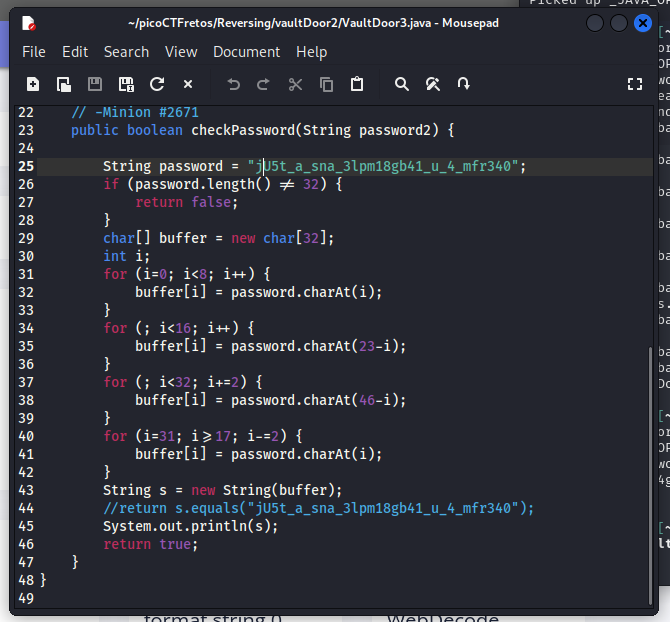 Picked up _JAVA_OP
~/picoCTFretos/Reversing/vaultDoor2/VaultDoor3.java - Mousepad
File Edit Search View Document Help
22 // -Minion #2671
23 public boolean checkPassword(String password2) {
24
25 String password = "jU5t_a_sna_3lpm18gb41_u_4_mfr340";
26 if (password.length() ≠ 32) {
27 return false;
28 }
29 char[] buffer = new char[32];
30 int i;
31 for (i=0; i<8; i++) {
32 buffer[i] = password.charAt(i);
33 }
34 for (; i<16; i++) {
35 buffer[i] = password.charAt(23-i);
36 }
37 for (; i<32; i+=2) {
38 buffer[i] = password.charAt(46-i);
39 }
40 for (i=31; i≥17; i-=2) {
41 buffer[i] = password.charAt(i);
42 }
43 String s = new String(buffer);
44 //return s.equals("jU5t_a_sna_3lpm18gb41_u_4_mfr340");
45 System.out.println(s);
46 return true;
47 }
48 }
49
format string 0 WebDecode